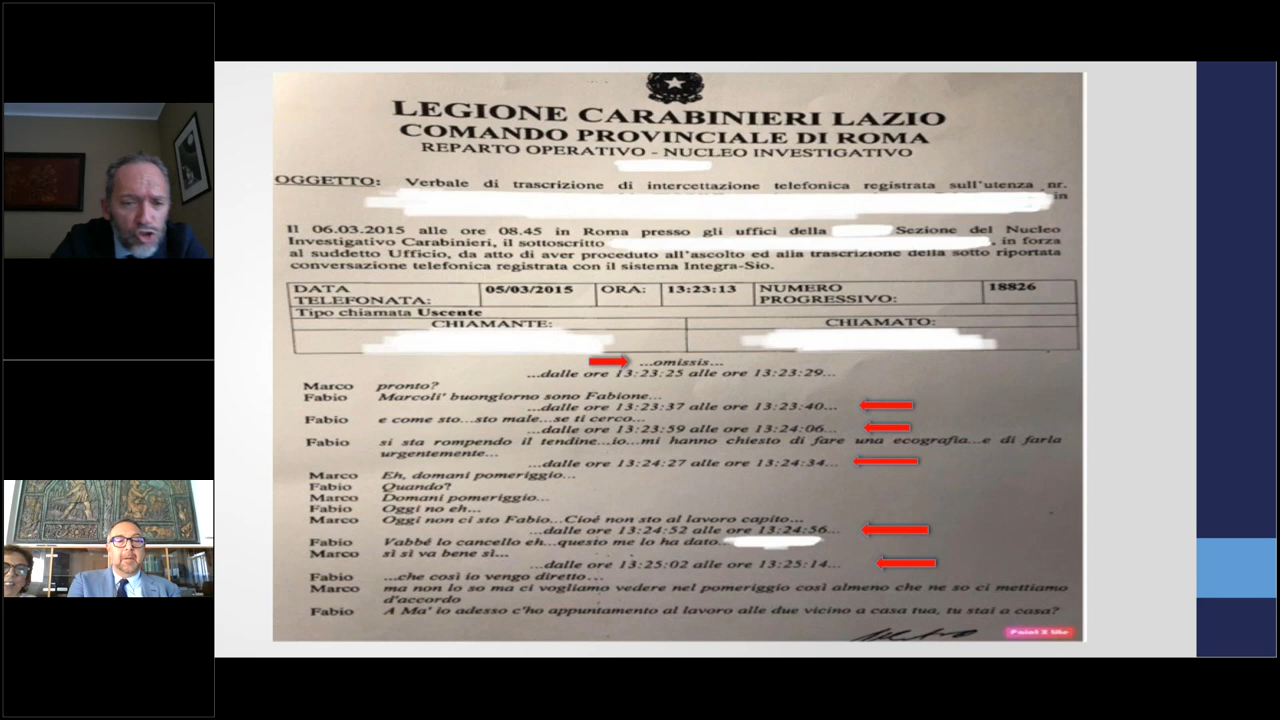 LEGIONE CARABINIERI LAZIO
COMANDO PROVINCIALE DI ROMA
REPARTO OPERATIVO - NUCLEO INVESTIGATIVO
OGGETTO: Verbale di trascrizione di intercettazione telefonica registrata sull'utenza nr.
in
Il 06.03.2015 alle ore 08.45 in Roma presso gli uffici della Sezione del Nucleo
Investigativo Carabinieri, il sottoscritto , in forza
al suddetto Ufficio, da atto di aver proceduto all'ascolto ed alla trascrizione della sotto riportata
conversazione telefonica registrata con il sistema Integra-Sio.
DATA TELEFONATA: 05/03/2015 ORA: 13:23:13 NUMERO PROGRESSIVO: 18826
Tipo chiamata Uscente
CHIAMANTE: CHIAMATO:
...omissis...
...dalle ore 13:23:25 alle ore 13:23:29...
Marco pronto?
Fabio Marcolì' buongiorno sono Fabione...
...dalle ore 13:23:37 alle ore 13:23:40...
Fabio e come sto...sto male...se ti cerco...
...dalle ore 13:23:59 alle ore 13:24:06...
Fabio si sta rompendo il tendine...io...mi hanno chiesto di fare una ecografia...e di farla
urgentemente...
...dalle ore 13:24:27 alle ore 13:24:34...
Marco Eh, domani pomeriggio...
Fabio Quando?
Marco Domani pomeriggio...
Fabio Oggi no eh...
Marco Oggi non ci sto Fabio...Cioé non sto al lavoro capito...
...dalle ore 13:24:52 alle ore 13:24:56...
Fabio Vabbé lo cancello eh...questo me lo ha dato...
Marco sì sì va bene sì...
...dalle ore 13:25:02 alle ore 13:25:14...
Fabio ...che così io vengo diretto...
Marco ma non lo so ma ci vogliamo vedere nel pomeriggio così almeno che ne so ci mettiamo
d'accordo
Fabio A Ma' io adesso c'ho appuntamento al lavoro alle due vicino a casa tua, tu stai a casa?